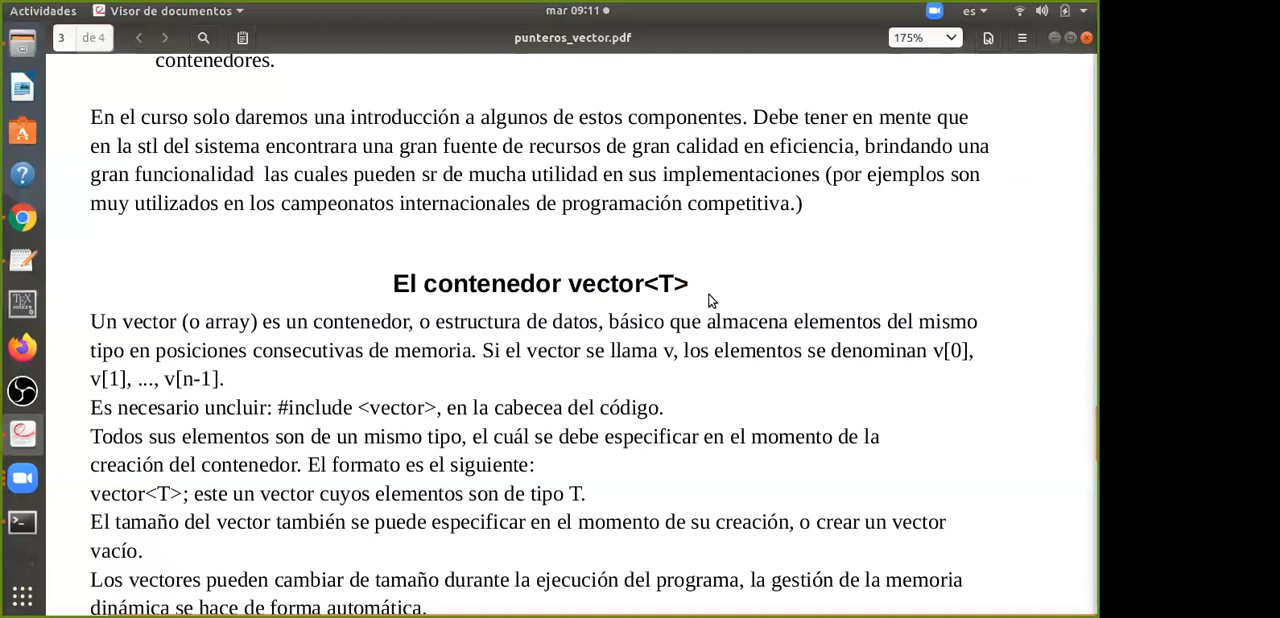 Actividades Visor de documentos mar 09:11 es
3 de 4 punteros_vector.pdf 175%
contenedores.
En el curso solo daremos una introducción a algunos de estos componentes. Debe tener en mente que
en la stl del sistema encontrara una gran fuente de recursos de gran calidad en eficiencia, brindando una
gran funcionalidad las cuales pueden sr de mucha utilidad en sus implementaciones (por ejemplos son
muy utilizados en los campeonatos internacionales de programación competitiva.)
El contenedor vector<T>
Un vector (o array) es un contenedor, o estructura de datos, básico que almacena elementos del mismo
tipo en posiciones consecutivas de memoria. Si el vector se llama v, los elementos se denominan v[0],
v[1], ..., v[n-1].
Es necesario uncluir: #include <vector>, en la cabecea del código.
Todos sus elementos son de un mismo tipo, el cuál se debe especificar en el momento de la
creación del contenedor. El formato es el siguiente:
vector<T>; este un vector cuyos elementos son de tipo T.
El tamaño del vector también se puede especificar en el momento de su creación, o crear un vector
vacío.
Los vectores pueden cambiar de tamaño durante la ejecución del programa, la gestión de la memoria
dinámica se hace de forma automática.